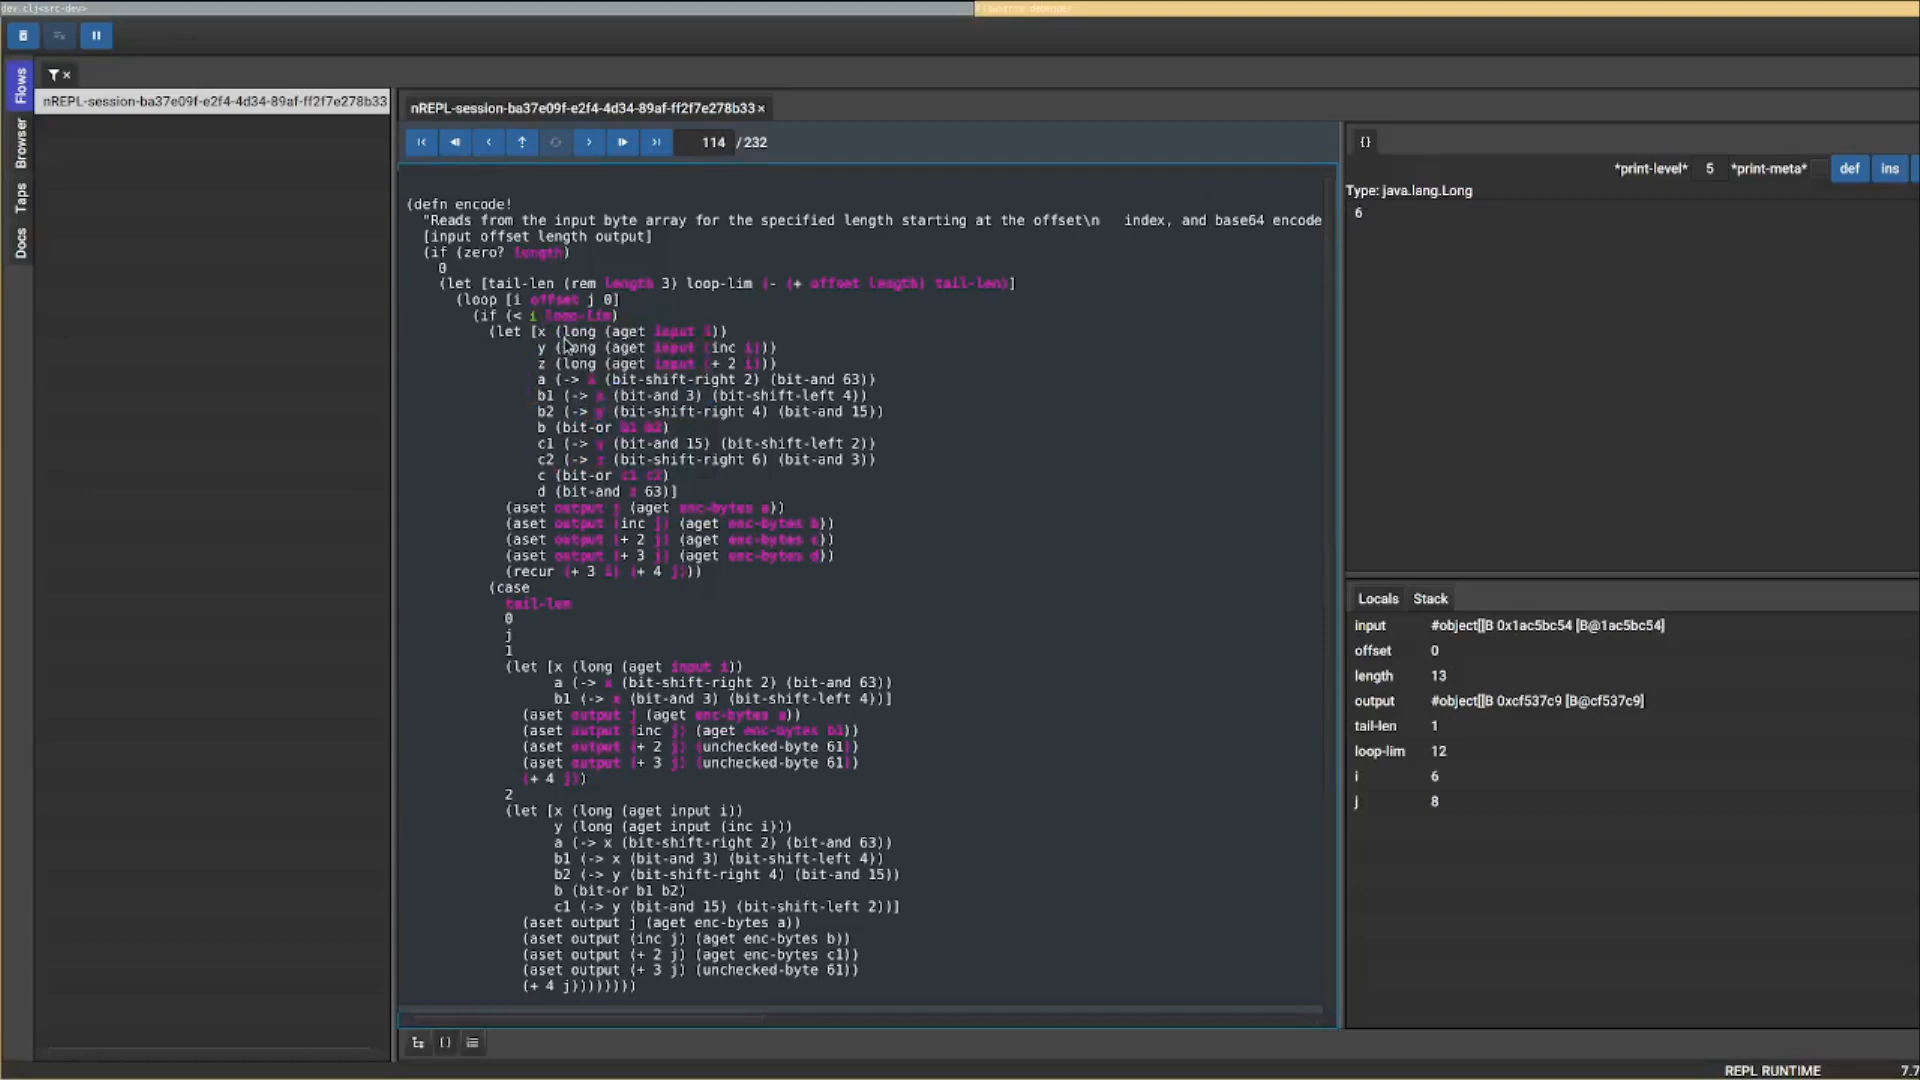 dev.clj<src-dev>
Flows
Browser
Taps
Docs
nREPL-session-ba37e09f-e2f4-4d34-89af-ff2f7e278b33
nREPL-session-ba37e09f-e2f4-4d34-89af-ff2f7e278b33 ×
114 / 232
(defn encode!
"Reads from the input byte array for the specified length starting at the offset\n   index, and base64 encode
[input offset length output]
(if (zero? length)
0
(let [tail-len (rem length 3) loop-lim (- (+ offset length) tail-len)]
(loop [i offset j 0]
(if (< i loop-lim)
(let [x (long (aget input i))
y (long (aget input (inc i)))
z (long (aget input (+ 2 i)))
a (-> x (bit-shift-right 2) (bit-and 63))
b1 (-> x (bit-and 3) (bit-shift-left 4))
b2 (-> y (bit-shift-right 4) (bit-and 15))
b (bit-or b1 b2)
c1 (-> y (bit-and 15) (bit-shift-left 2))
c2 (-> z (bit-shift-right 6) (bit-and 3))
c (bit-or c1 c2)
d (bit-and z 63)]
(aset output j (aget enc-bytes a))
(aset output (inc j) (aget enc-bytes b))
(aset output (+ 2 j) (aget enc-bytes c))
(aset output (+ 3 j) (aget enc-bytes d))
(recur (+ 3 i) (+ 4 j)))
(case
tail-len
0
j
1
(let [x (long (aget input i))
a (-> x (bit-shift-right 2) (bit-and 63))
b1 (-> x (bit-and 3) (bit-shift-left 4))]
(aset output j (aget enc-bytes a))
(aset output (inc j) (aget enc-bytes b1))
(aset output (+ 2 j) (unchecked-byte 61))
(aset output (+ 3 j) (unchecked-byte 61))
(+ 4 j))
2
(let [x (long (aget input i))
y (long (aget input (inc i)))
a (-> x (bit-shift-right 2) (bit-and 63))
b1 (-> x (bit-and 3) (bit-shift-left 4))
b2 (-> y (bit-shift-right 4) (bit-and 15))
b (bit-or b1 b2)
c1 (-> y (bit-and 15) (bit-shift-left 2))]
(aset output j (aget enc-bytes a))
(aset output (inc j) (aget enc-bytes b))
(aset output (+ 2 j) (aget enc-bytes c1))
(aset output (+ 3 j) (unchecked-byte 61))
(+ 4 j))))))))
{}
*print-level* 5 *print-meta* def ins
Type: java.lang.Long
6
Locals Stack
input #object[[B 0x1ac5bc54 [B@1ac5bc54]
offset 0
length 13
output #object[[B 0xcf537c9 [B@cf537c9]
tail-len 1
loop-lim 12
i 6
j 8
REPL RUNTIME 7.7